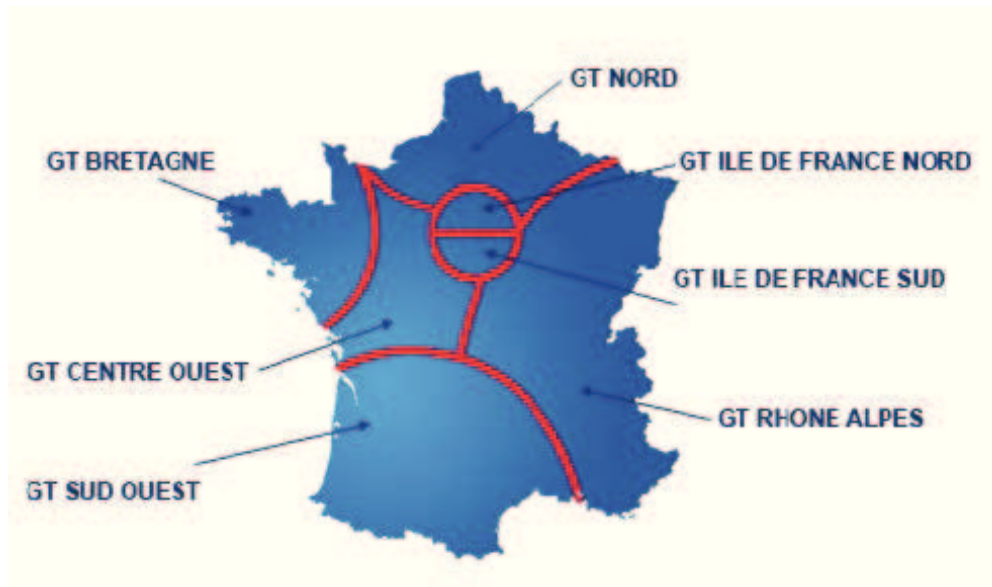 GT NORD
GT BRETAGNE
GT ILE DE FRANCE NORD
GT ILE DE FRANCE SUD
GT CENTRE OUEST
GT RHONE ALPES
GT SUD OUEST